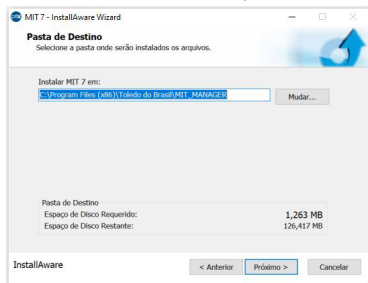 MIT 7 - InstallAware Wizard
Pasta de Destino
Selecione a pasta onde serão instalados os arquivos.
Instalar MIT 7 em:
C:\Program Files (x86)\Toledo do Brasil\MIT_MANAGER
Mudar...
Pasta de Destino
Espaço de Disco Requerido: 1,263 MB
Espaço de Disco Restante: 126,417 MB
InstallAware
< Anterior Próximo > Cancelar